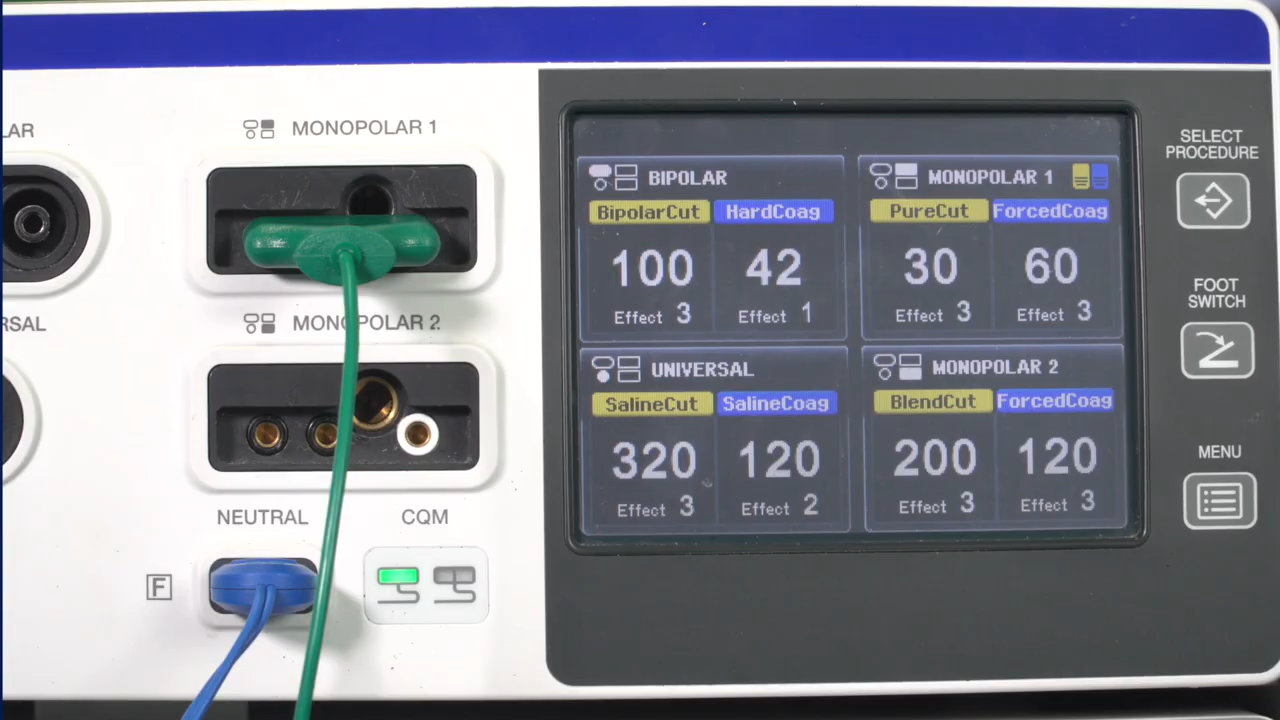 LAR
MONOPOLAR 1
RSAL
MONOPOLAR 2
NEUTRAL
CQM
F
BIPOLAR
BipolarCut HardCoag
100 42
Effect 3 Effect 1
MONOPOLAR 1
PureCut ForcedCoag
30 60
Effect 3 Effect 3
UNIVERSAL
SalineCut SalineCoag
320 120
Effect 3 Effect 2
MONOPOLAR 2
BlendCut ForcedCoag
200 120
Effect 3 Effect 3
SELECT
PROCEDURE
FOOT
SWITCH
MENU